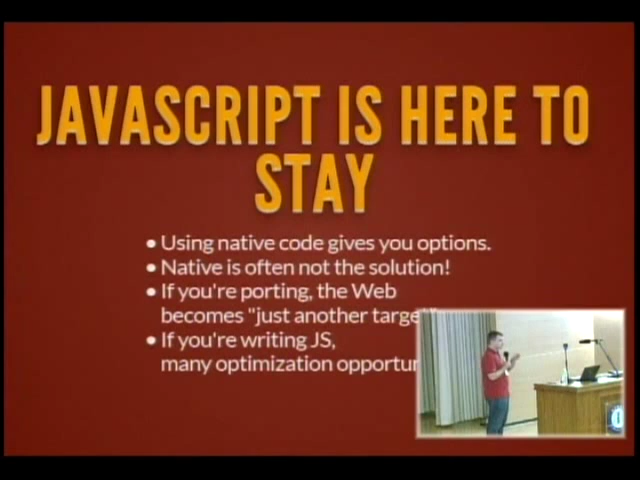 JAVASCRIPT IS HERE TO
STAY
• Using native code gives you options.
• Native is often not the solution!
• If you're porting, the Web
becomes "just another target"
• If you're writing JS,
many optimization